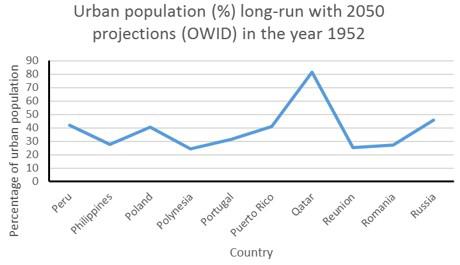 Urban population (%) long-run with 2050
projections (OWID) in the year 1952
Percentage of urban population
90
80
70
60
50
40
30
20
10
0
Peru
Philippines
Poland
Polynesia
Portugal
Puerto Rico
Qatar
Reunion
Romania
Russia
Country